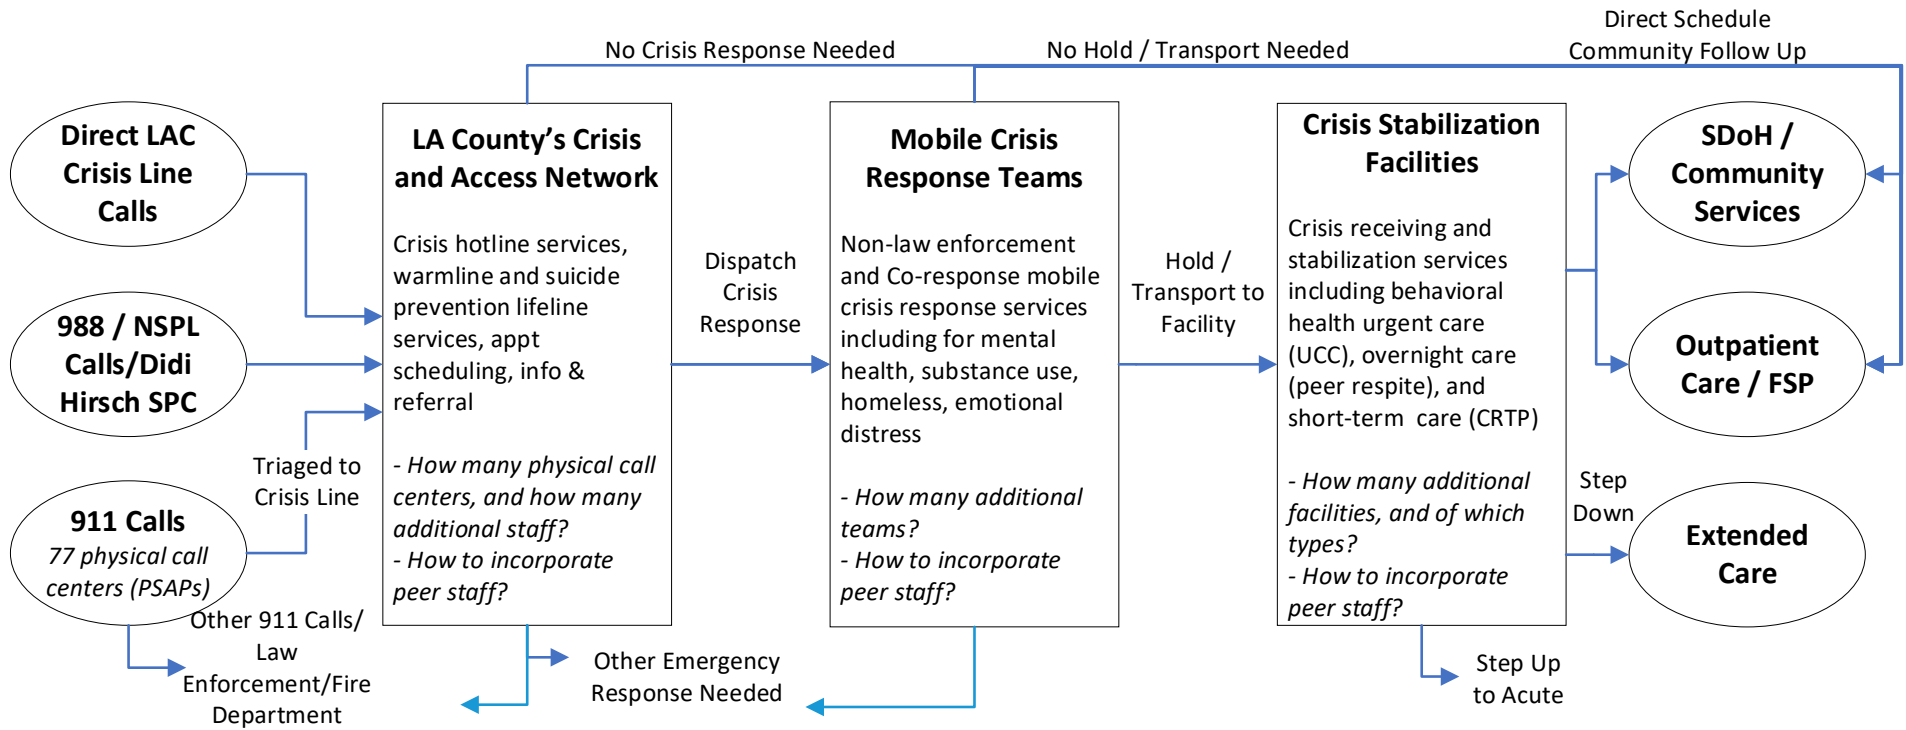 No Crisis Response Needed
No Hold / Transport Needed
Direct Schedule
Community Follow Up
Direct LAC
Crisis Line
Calls
988 / NSPL
Calls/Didi
Hirsch SPC
Triaged to
Crisis Line
911 Calls
77 physical call
centers (PSAPs)
Other 911 Calls/
Law
Enforcement/Fire
Department
LA County’s Crisis
and Access Network
Crisis hotline services,
warmline and suicide
prevention lifeline
services, appt
scheduling, info &
referral
- How many physical call
centers, and how many
additional staff?
- How to incorporate
peer staff?
Dispatch
Crisis
Response
Other Emergency
Response Needed
Mobile Crisis
Response Teams
Non-law enforcement
and Co-response mobile
crisis response services
including for mental
health, substance use,
homeless, emotional
distress
- How many additional
teams?
- How to incorporate
peer staff?
Hold /
Transport to
Facility
Crisis Stabilization
Facilities
Crisis receiving and
stabilization services
including behavioral
health urgent care
(UCC), overnight care
(peer respite), and
short-term care (CRTP)
- How many additional
facilities, and of which
types?
- How to incorporate
peer staff?
Step Up
to Acute
SDoH /
Community
Services
Outpatient
Care / FSP
Step
Down
Extended
Care